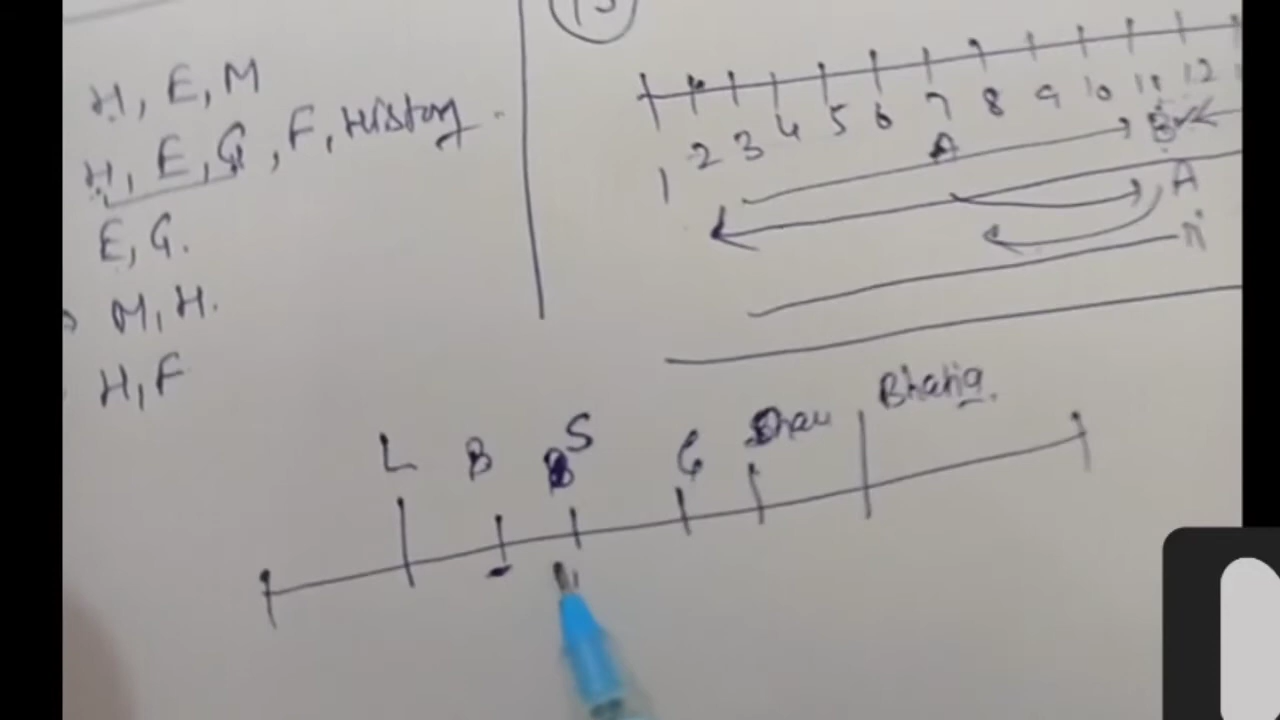 H, E, M
H, E, G, F, History.
E, G.
M, H.
H, F
1 2 3 4 5 6 7 8 9 10 11 12
A B
A
L B S G Bhatia.